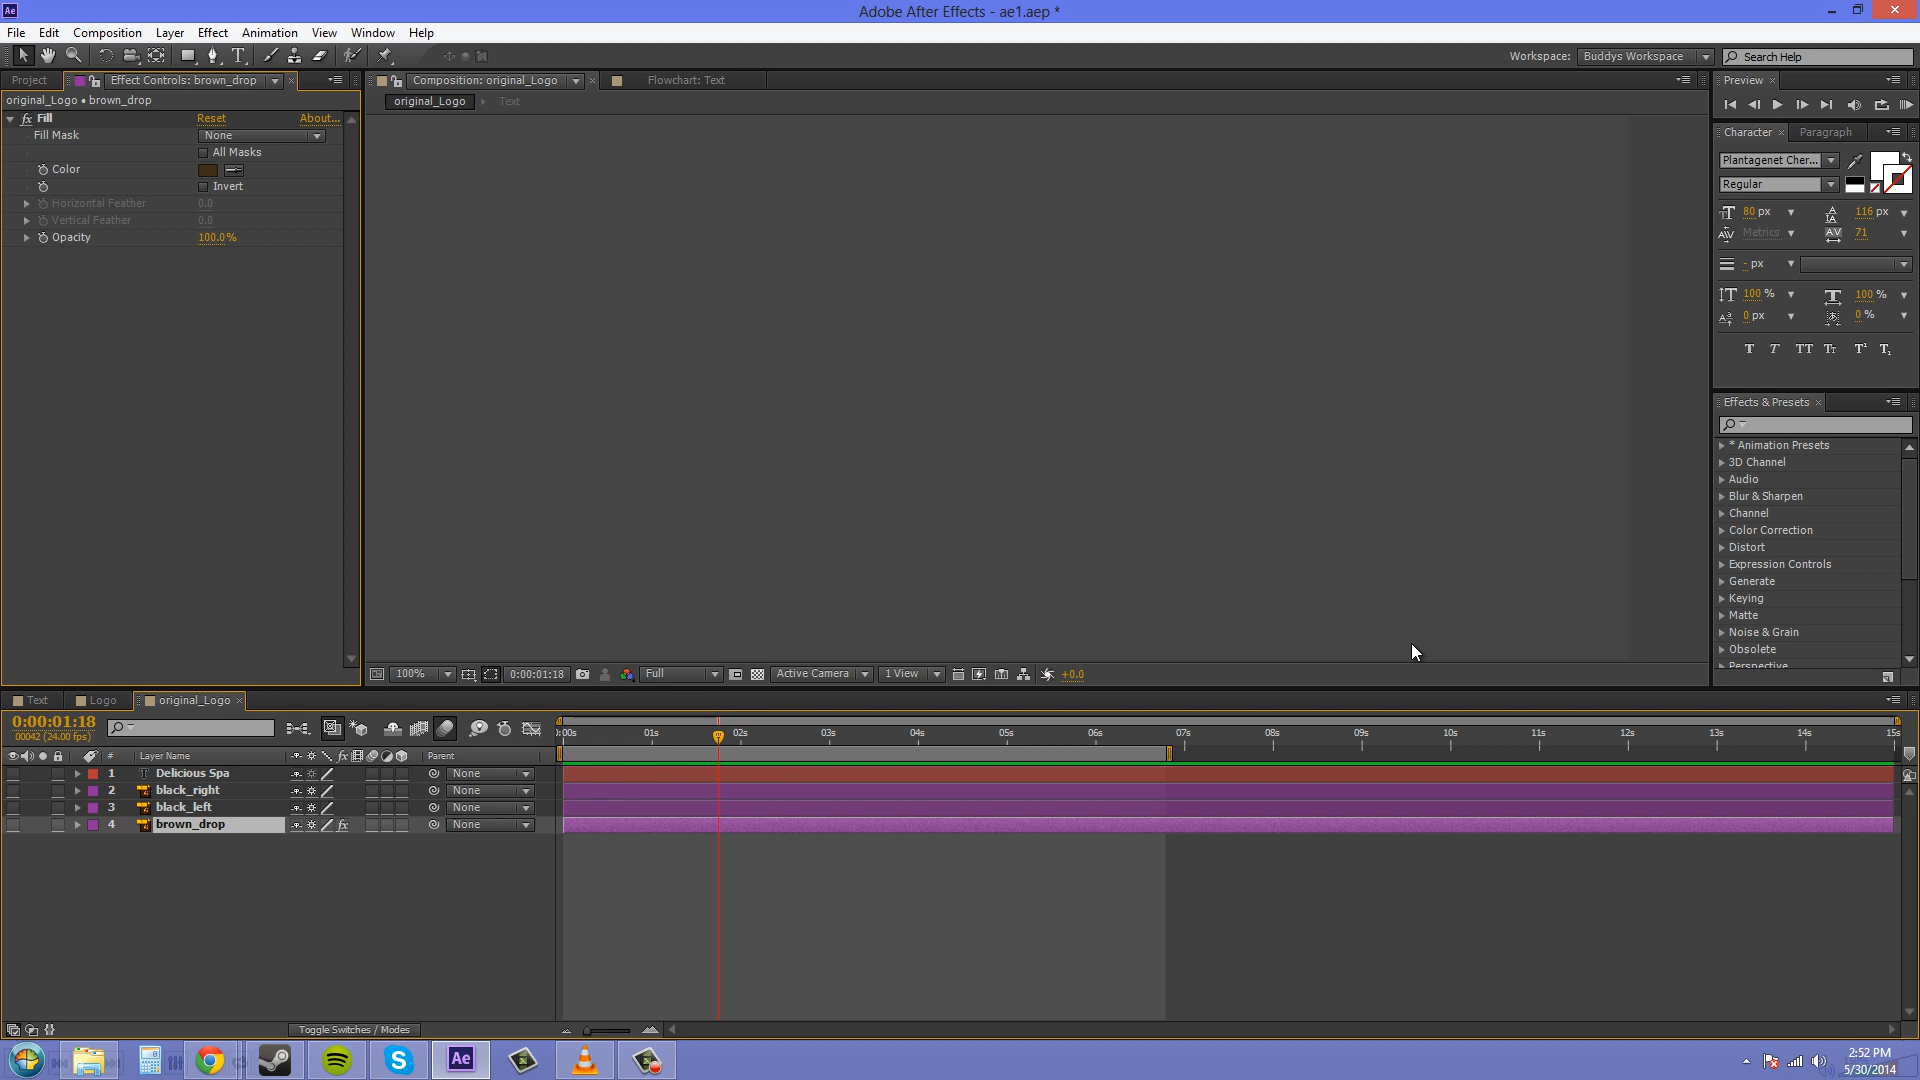 Ae
Adobe After Effects - ae1.aep *
File Edit Composition Layer Effect Animation View Window Help
Workspace: Buddys Workspace Search Help
Project Effect Controls: brown_drop
original_Logo • brown_drop
fx Fill Reset About...
Fill Mask None
All Masks
Color
Invert
Horizontal Feather 0.0
Vertical Feather 0.0
Opacity 100.0%
Composition: original_Logo Flowchart: Text
original_Logo Text
100% 0:00:01:18 Full Active Camera 1 View +0.0
Preview
Character Paragraph
Plantagenet Cher...
Regular
80 px 116 px
Metrics 71
- px
100 % 100 %
0 px 0 %
T T TT Tt T¹ T₁
Effects & Presets
* Animation Presets
3D Channel
Audio
Blur & Sharpen
Channel
Color Correction
Distort
Expression Controls
Generate
Keying
Matte
Noise & Grain
Obsolete
Perspective
Text Logo original_Logo
0:00:01:18
00042 (24.00 fps)
:00s 01s 02s 03s 04s 05s 06s 07s 08s 09s 10s 11s 12s 13s 14s 15s
# Layer Name fx Parent
1 T Delicious Spa None
2 black_right None
3 black_left None
4 brown_drop fx None
Toggle Switches / Modes
Ae
2:52 PM
5/30/2014